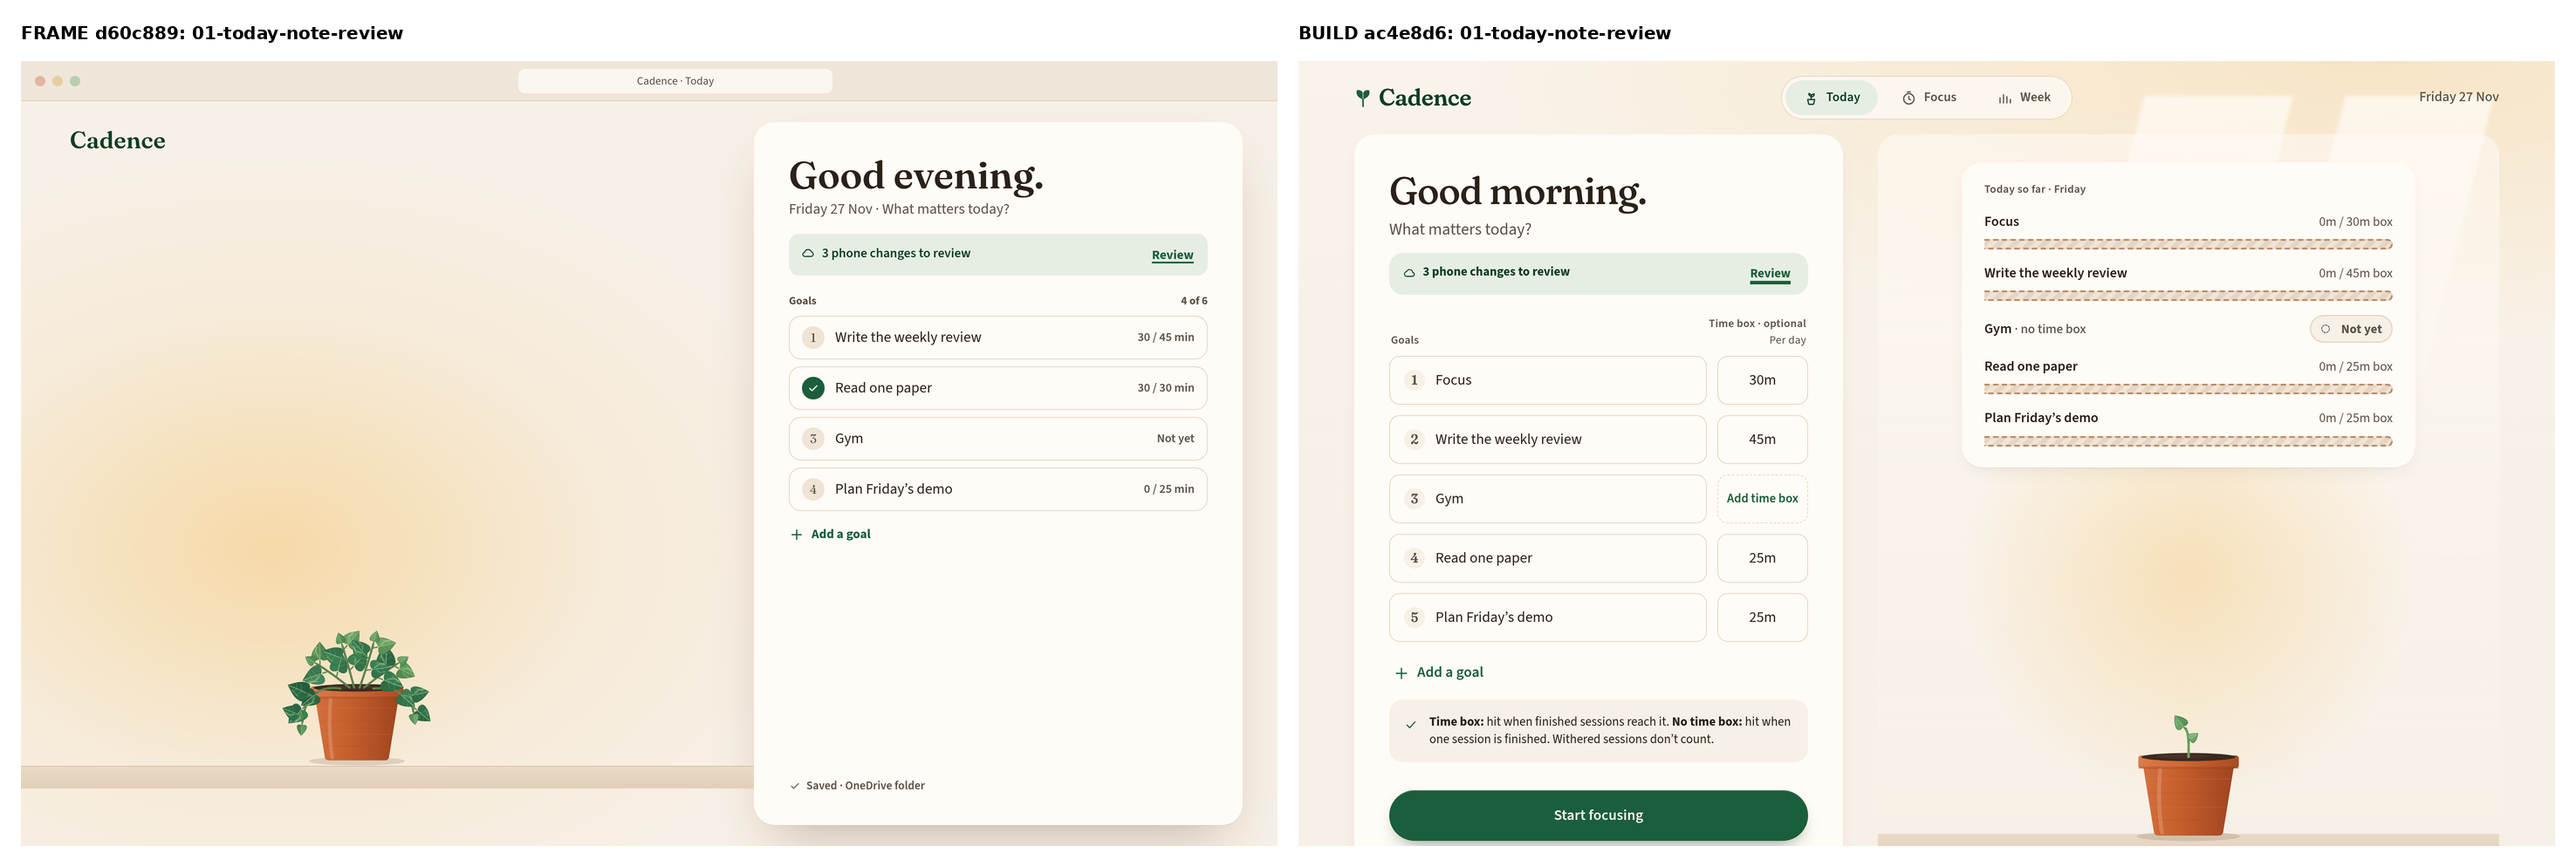 FRAME d60c889: 01-today-note-review
Cadence · Today
Cadence
Good evening.
Friday 27 Nov · What matters today?
3 phone changes to review Review
Goals 4 of 6
1 Write the weekly review 30 / 45 min
Read one paper 30 / 30 min
3 Gym Not yet
4 Plan Friday’s demo 0 / 25 min
Add a goal
Saved · OneDrive folder
BUILD ac4e8d6: 01-today-note-review
Cadence Today Focus Week Friday 27 Nov
Good morning.
What matters today?
3 phone changes to review Review
Time box · optional
Goals Per day
1 Focus 30m
2 Write the weekly review 45m
3 Gym Add time box
4 Read one paper 25m
5 Plan Friday’s demo 25m
Add a goal
Time box: hit when finished sessions reach it. No time box: hit when
one session is finished. Withered sessions don’t count.
Start focusing
Today so far · Friday
Focus 0m / 30m box
Write the weekly review 0m / 45m box
Gym · no time box Not yet
Read one paper 0m / 25m box
Plan Friday’s demo 0m / 25m box